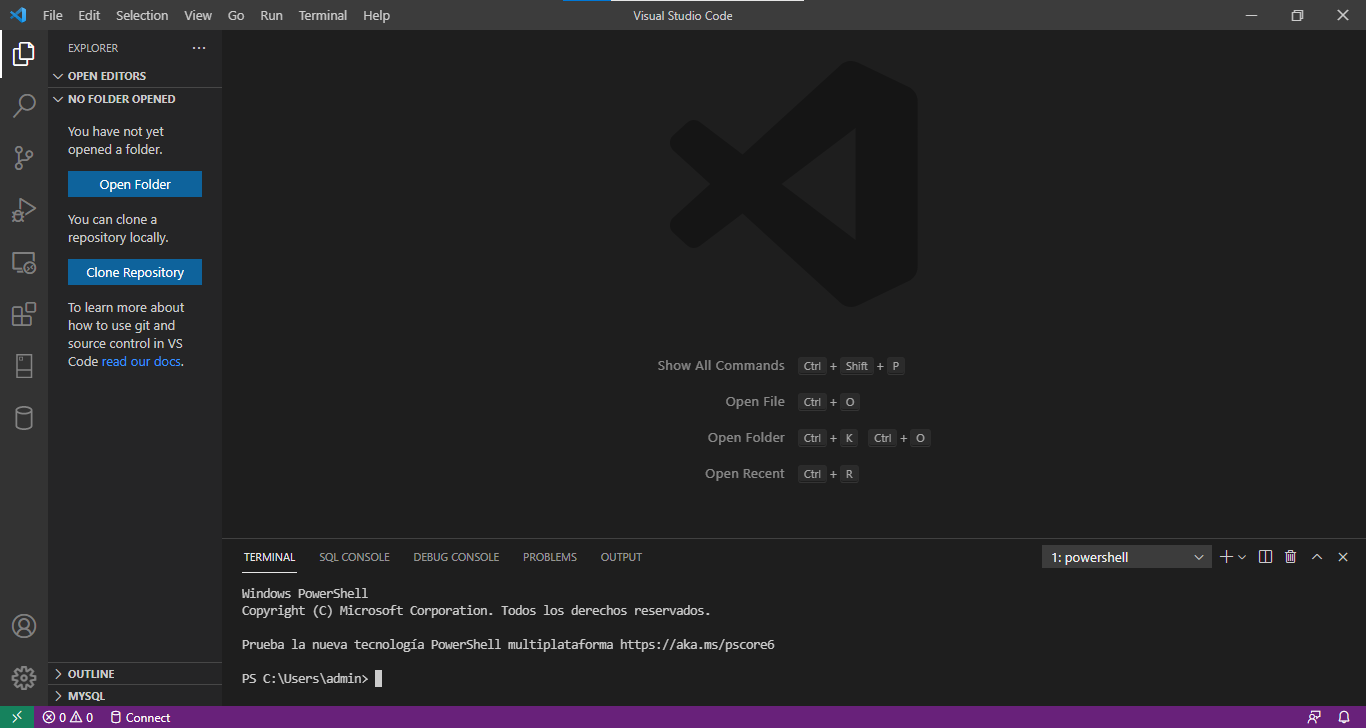 File Edit Selection View Go Run Terminal Help
Visual Studio Code
EXPLORER
OPEN EDITORS
NO FOLDER OPENED
You have not yet
opened a folder.
Open Folder
You can clone a
repository locally.
Clone Repository
To learn more about
how to use git and
source control in VS
Code read our docs.
OUTLINE
MYSQL
Show All Commands Ctrl + Shift + P
Open File Ctrl + O
Open Folder Ctrl + K Ctrl + O
Open Recent Ctrl + R
TERMINAL SQL CONSOLE DEBUG CONSOLE PROBLEMS OUTPUT
1: powershell
Windows PowerShell
Copyright (C) Microsoft Corporation. Todos los derechos reservados.
Prueba la nueva tecnología PowerShell multiplataforma https://aka.ms/pscore6
PS C:\Users\admin>
0 0 Connect